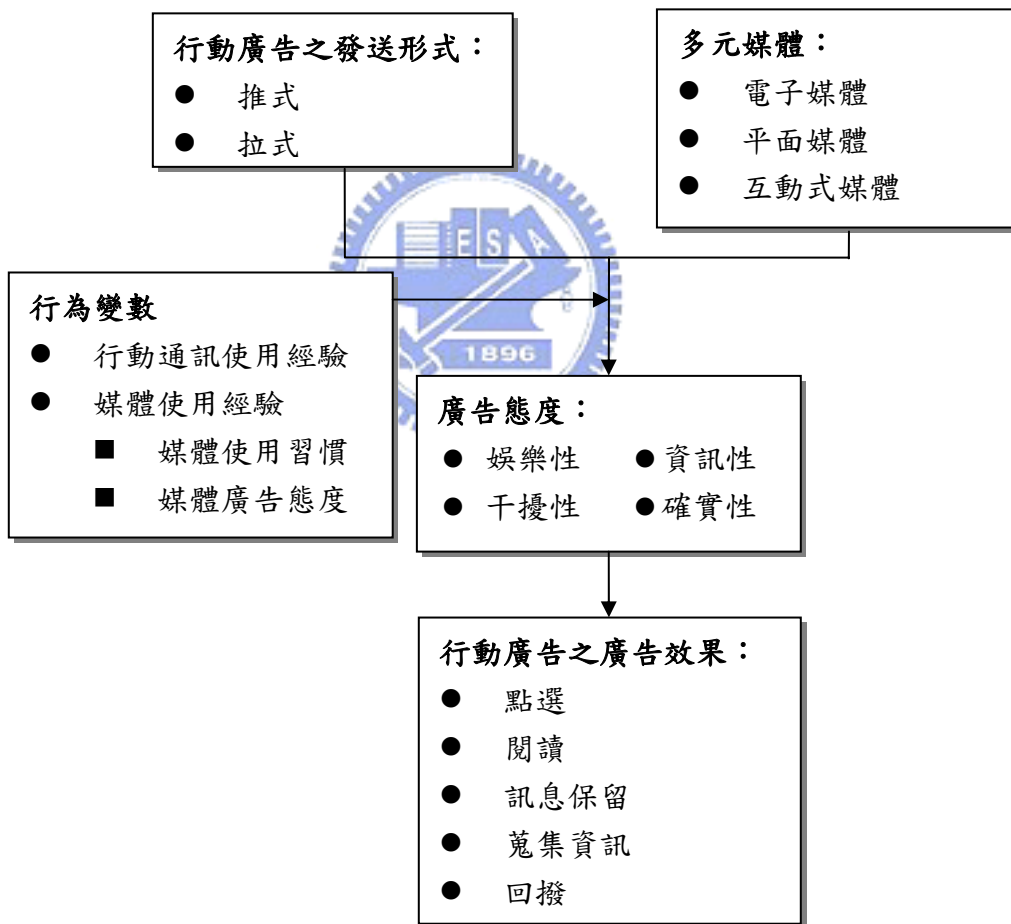 行動廣告之發送形式：
● 推式
● 拉式
多元媒體：
● 電子媒體
● 平面媒體
● 互動式媒體
E S A
1896
行為變數
● 行動通訊使用經驗
● 媒體使用經驗
■ 媒體使用習慣
■ 媒體廣告態度
廣告態度：
● 娛樂性 ● 資訊性
● 干擾性 ● 確實性
行動廣告之廣告效果：
● 點選
● 閱讀
● 訊息保留
● 蒐集資訊
● 回撥